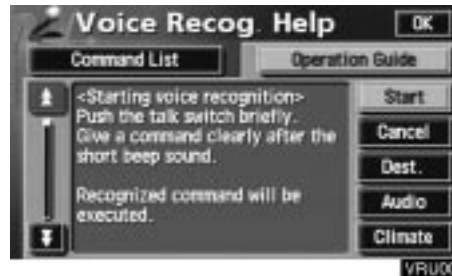 Voice Recog. Help
OK
Command List
Operation Guide
<Starting voice recognition>
Push the talk switch briefly.
Give a command clearly after the
short beep sound.
Recognized command will be
executed.
Start
Cancel
Dest.
Audio
Climate